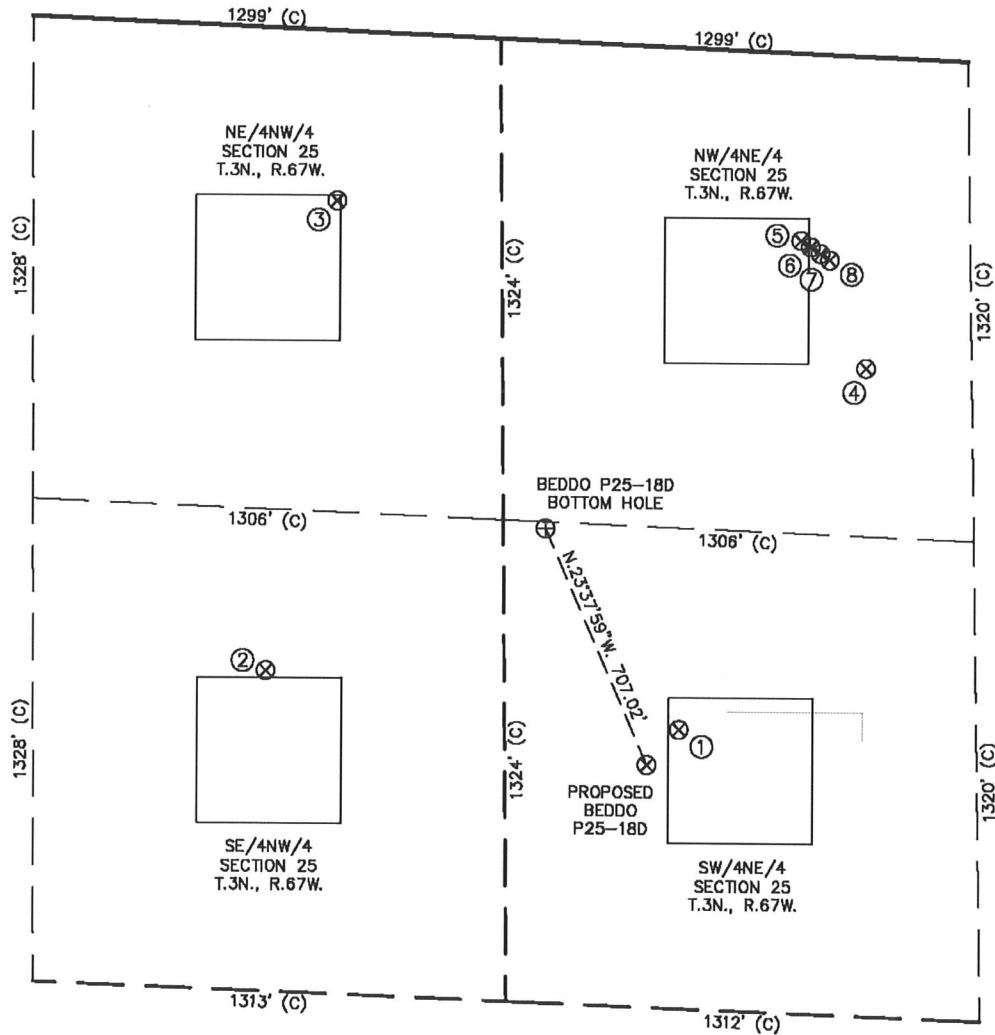 1299' (C)
1299' (C)
NE/4NW/4
SECTION 25
T.3N., R.67W.
NW/4NE/4
SECTION 25
T.3N., R.67W.
3
5
6
7
8
4
1328' (C)
1324' (C)
1320' (C)
BEDDO P25-18D
BOTTOM HOLE
1306' (C)
1306' (C)
N.23°37'59"W. 707.02'
2
1
1328' (C)
1324' (C)
1320' (C)
PROPOSED
BEDDO
P25-18D
SE/4NW/4
SECTION 25
T.3N., R.67W.
SW/4NE/4
SECTION 25
T.3N., R.67W.
1313' (C)
1312' (C)